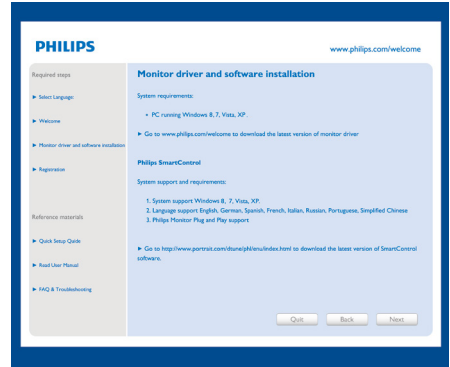 PHILIPS
www.philips.com/welcome
Required steps
► Select Language:
► Welcome
► Monitor driver and software installation
► Registration
Reference materials
► Quick Setup Quide
► Read User Manual
► FAQ & Troubleshooting
Monitor driver and software installation
System requirements:
• PC running Windows 8, 7, Vista, XP .
► Go to www.philips.com/welcome to download the latest version of monitor driver
Philips SmartControl
System support and requirements:
1. System support Windows 8, 7, Vista, XP.
2. Language support English, German, Spanish, French, Italian, Russian, Portuguese, Simplified Chinese
3. Philips Monitor Plug and Play support
► Go to http://www.portrait.com/dtune/phl/enu/index.html to download the latest version of SmartControl
software.
Quit
Back
Next